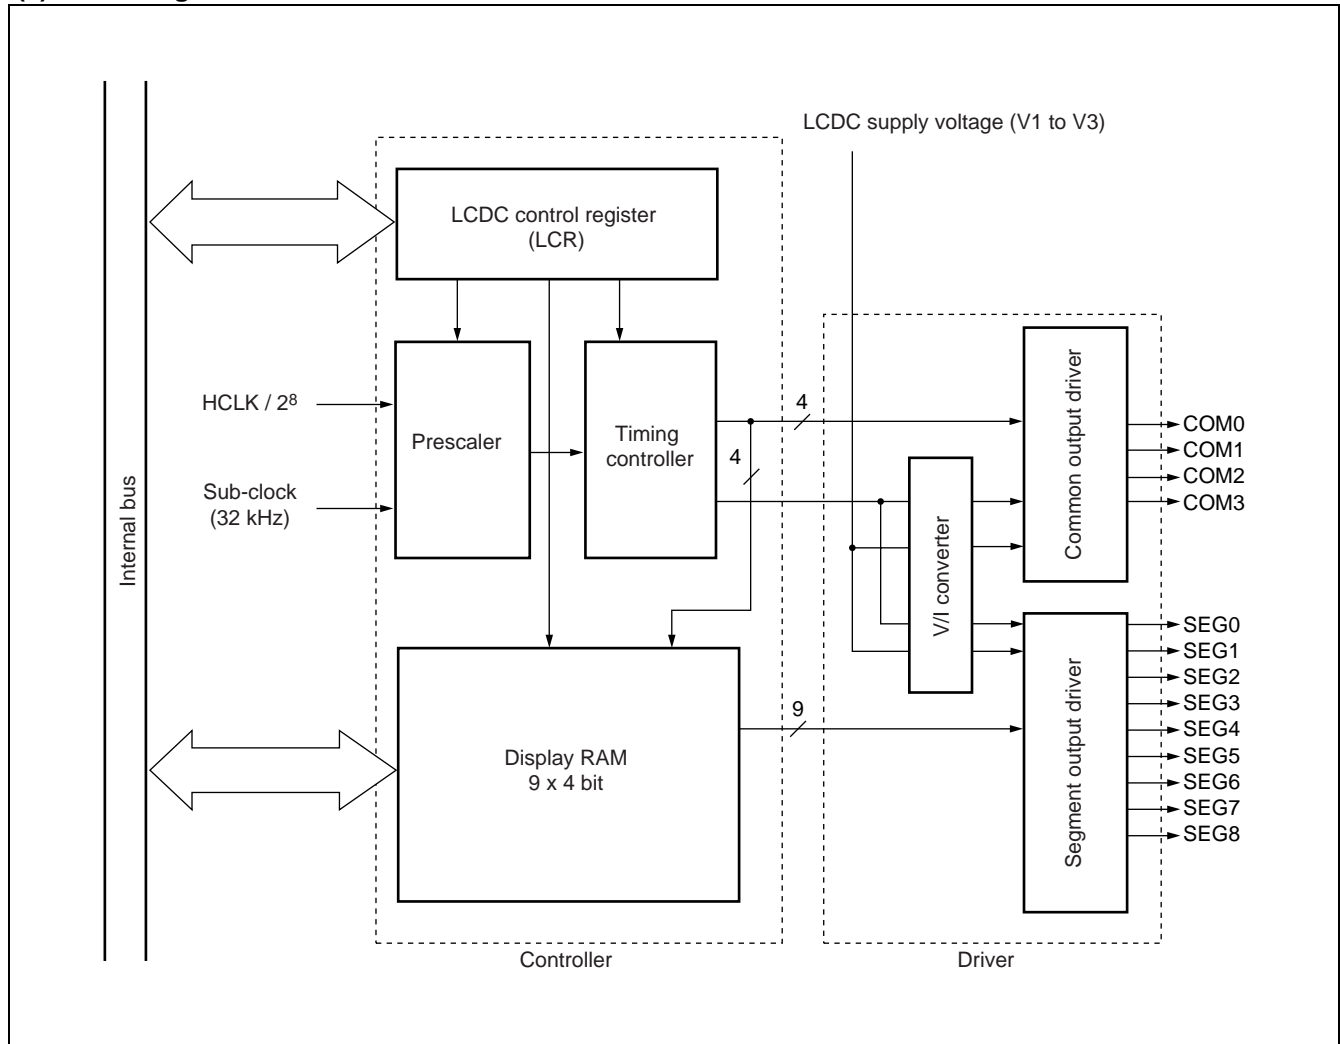 LCDC supply voltage (V1 to V3)
LCDC control register
(LCR)
HCLK / 2⁸
Prescaler
Timing
controller
4
4
Sub-clock
(32 kHz)
Internal bus
V/I converter
Common output driver
COM0
COM1
COM2
COM3
Display RAM
9 x 4 bit
9
Segment output driver
SEG0
SEG1
SEG2
SEG3
SEG4
SEG5
SEG6
SEG7
SEG8
Controller
Driver